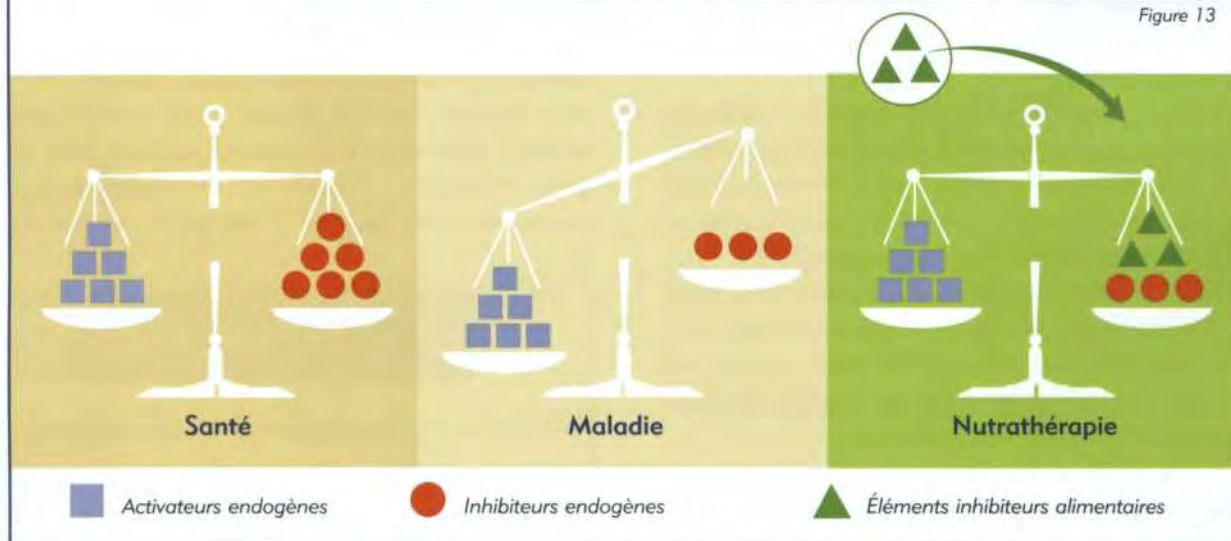 Figure 13
Santé
Maladie
Nutrathérapie
Activateurs endogènes
Inhibiteurs endogènes
Éléments inhibiteurs alimentaires